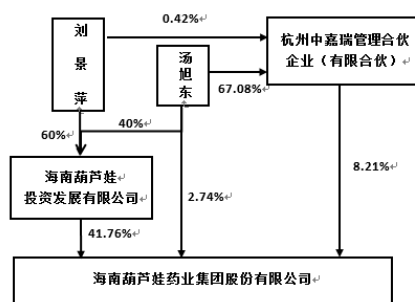 刘景萍
0.42%
杭州中嘉瑞管理合伙
企业（有限合伙）
汤旭东
67.08%
60%
40%
海南葫芦娃
投资发展有限公司
8.21%
2.74%
41.76%
海南葫芦娃药业集团股份有限公司